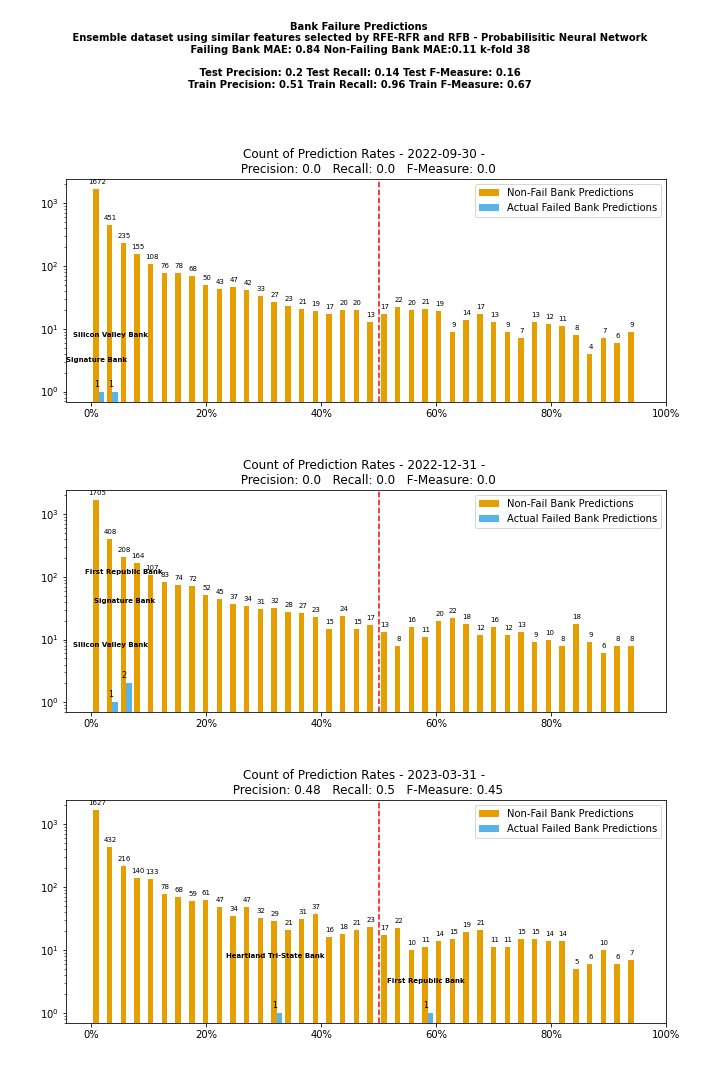 Bank Failure Predictions
Ensemble dataset using similar features selected by RFE-RFR and RFB - Probabilisitic Neural Network
Failing Bank MAE: 0.84 Non-Failing Bank MAE:0.11 k-fold 38
Test Precision: 0.2 Test Recall: 0.14 Test F-Measure: 0.16
Train Precision: 0.51 Train Recall: 0.96 Train F-Measure: 0.67
Count of Prediction Rates - 2022-09-30 -
Precision: 0.0 Recall: 0.0 F-Measure: 0.0
Non-Fail Bank Predictions
Actual Failed Bank Predictions
10³
10²
10¹
10⁰
1672 451 235 155 108 76 78 68 50 43 47 42 33 27 23 21 19 17 20 20 13 17 22 20 21 19 9 14 17 13 9 7 13 12 11 8 4 7 6 9
Silicon Valley Bank
Signature Bank
1 1
0% 20% 40% 60% 80% 100%
Count of Prediction Rates - 2022-12-31 -
Precision: 0.0 Recall: 0.0 F-Measure: 0.0
Non-Fail Bank Predictions
Actual Failed Bank Predictions
10³
10²
10¹
10⁰
1705 408 208 164 107 83 74 72 52 45 37 34 31 32 28 27 23 15 24 15 17 13 8 16 11 20 22 18 12 16 12 13 9 10 8 18 9 6 8 8
First Republic Bank
Signature Bank
Silicon Valley Bank
1 2
0% 20% 40% 60% 80%
Count of Prediction Rates - 2023-03-31 -
Precision: 0.48 Recall: 0.5 F-Measure: 0.45
Non-Fail Bank Predictions
Actual Failed Bank Predictions
10³
10²
10¹
10⁰
1627 432 216 140 133 78 68 59 61 47 34 47 32 29 21 31 37 16 18 21 23 17 22 10 11 14 15 19 21 11 11 15 15 14 14 5 6 10 6 7
Heartland Tri-State Bank
First Republic Bank
1 1
0% 20% 40% 60% 80% 100%